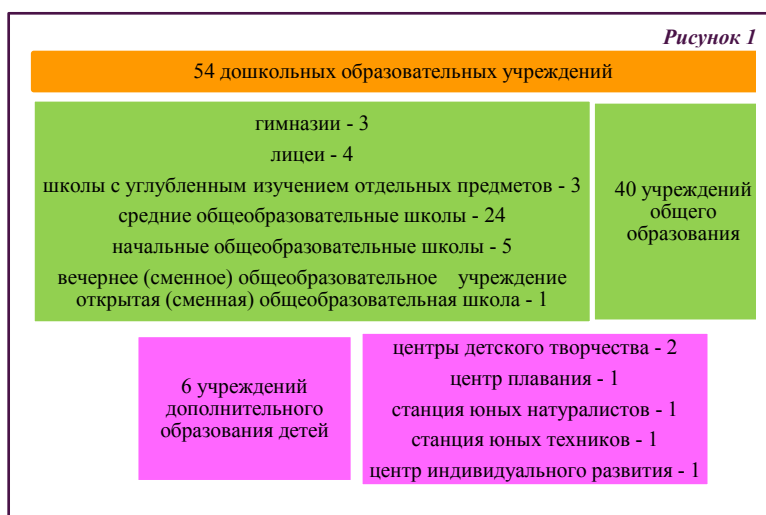 Рисунок 1
54 дошкольных образовательных учреждений
гимназии - 3
лицеи - 4
школы с углубленным изучением отдельных предметов - 3
средние общеобразовательные школы - 24
начальные общеобразовательные школы - 5
вечернее (сменное) общеобразовательное учреждение
открытая (сменная) общеобразовательная школа - 1
40 учреждений
общего
образования
6 учреждений
дополнительного
образования детей
центры детского творчества - 2
центр плавания - 1
станция юных натуралистов - 1
станция юных техников - 1
центр индивидуального развития - 1